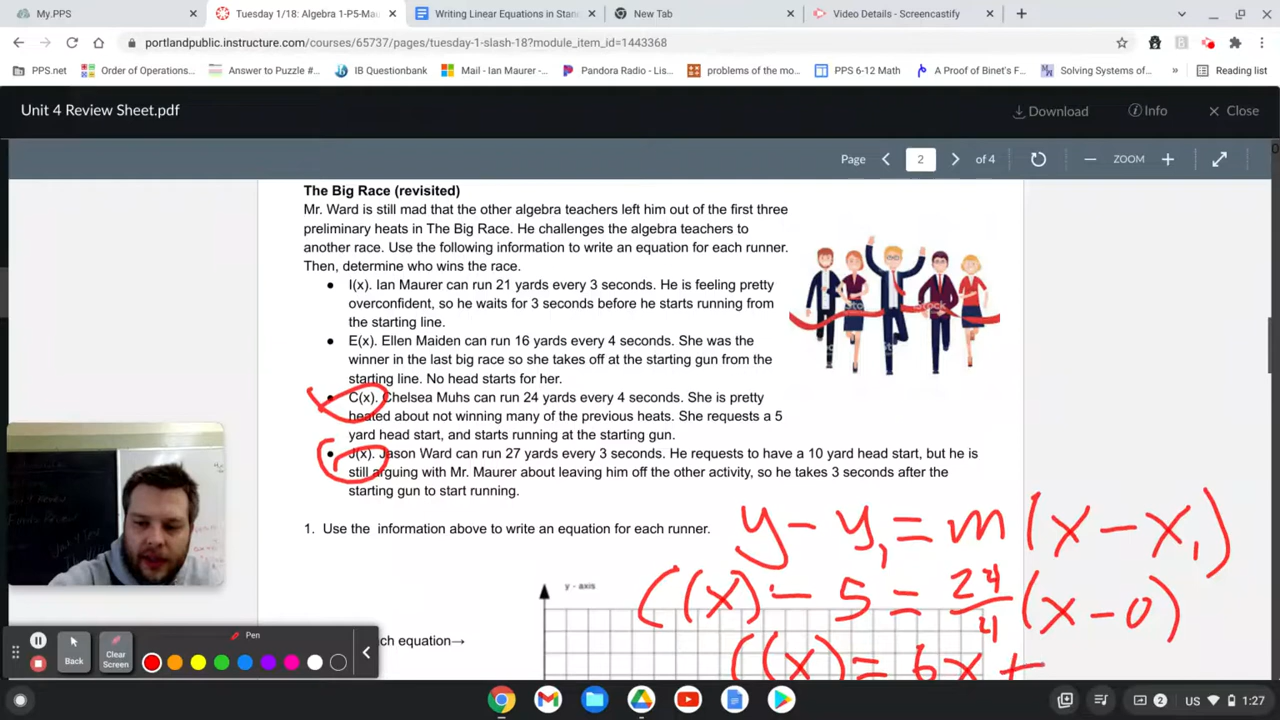 My.PPS
Tuesday 1/18: Algebra 1-P5-Mau
Writing Linear Equations in Stan
New Tab
Video Details - Screencastify
portlandpublic.instructure.com/courses/65737/pages/tuesday-1-slash-18?module_item_id=1443368
PPS.net
Order of Operations...
Answer to Puzzle #...
IB Questionbank
Mail - Ian Maurer -...
Pandora Radio - Lis...
problems of the mo...
PPS 6-12 Math
A Proof of Binet's F...
Solving Systems of...
»
Reading list
Unit 4 Review Sheet.pdf
Download
Info
Close
Page
2
of 4
ZOOM
The Big Race (revisited)
Mr. Ward is still mad that the other algebra teachers left him out of the first three
preliminary heats in The Big Race. He challenges the algebra teachers to
another race. Use the following information to write an equation for each runner.
Then, determine who wins the race.
● I(x). Ian Maurer can run 21 yards every 3 seconds. He is feeling pretty
overconfident, so he waits for 3 seconds before he starts running from
the starting line.
● E(x). Ellen Maiden can run 16 yards every 4 seconds. She was the
winner in the last big race so she takes off at the starting gun from the
starting line. No head starts for her.
● C(x). Chelsea Muhs can run 24 yards every 4 seconds. She is pretty
heated about not winning many of the previous heats. She requests a 5
yard head start, and starts running at the starting gun.
● J(x). Jason Ward can run 27 yards every 3 seconds. He requests to have a 10 yard head start, but he is
still arguing with Mr. Maurer about leaving him off the other activity, so he takes 3 seconds after the
starting gun to start running.
iStock
1. Use the information above to write an equation for each runner.
y - y₁ = m(x - x₁)
C(x) - 5 = 24/4 (x - 0)
C(x) = 6x +
y - axis
ch equation→
Pen
Back
Clear
Screen
2
US
1:27